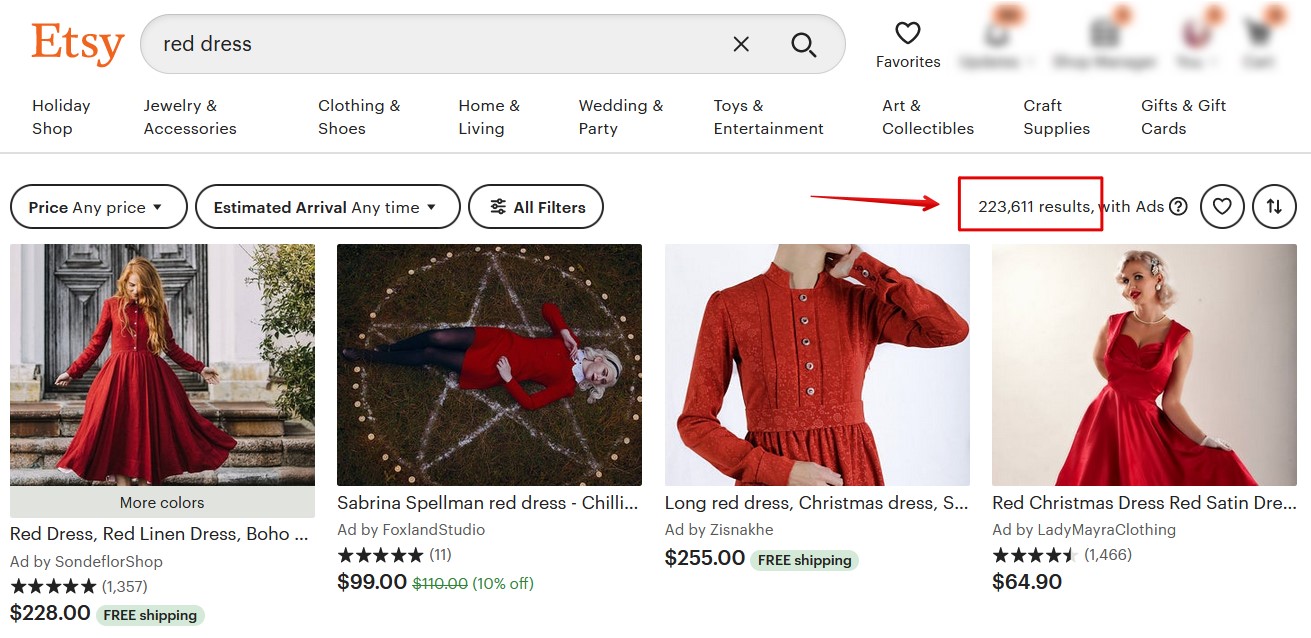 Etsy
red dress
Favorites
Holiday Shop
Jewelry & Accessories
Clothing & Shoes
Home & Living
Wedding & Party
Toys & Entertainment
Art & Collectibles
Craft Supplies
Gifts & Gift Cards
Price Any price
Estimated Arrival Any time
All Filters
223,611 results, with Ads ?
More colors
Red Dress, Red Linen Dress, Boho ...
Ad by SondeflorShop
(1,357)
$228.00 FREE shipping
Sabrina Spellman red dress - Chilli...
Ad by FoxlandStudio
(11)
$99.00 $110.00 (10% off)
Long red dress, Christmas dress, S...
Ad by Zisnakhe
$255.00 FREE shipping
Red Christmas Dress Red Satin Dre...
Ad by LadyMayraClothing
(1,466)
$64.90